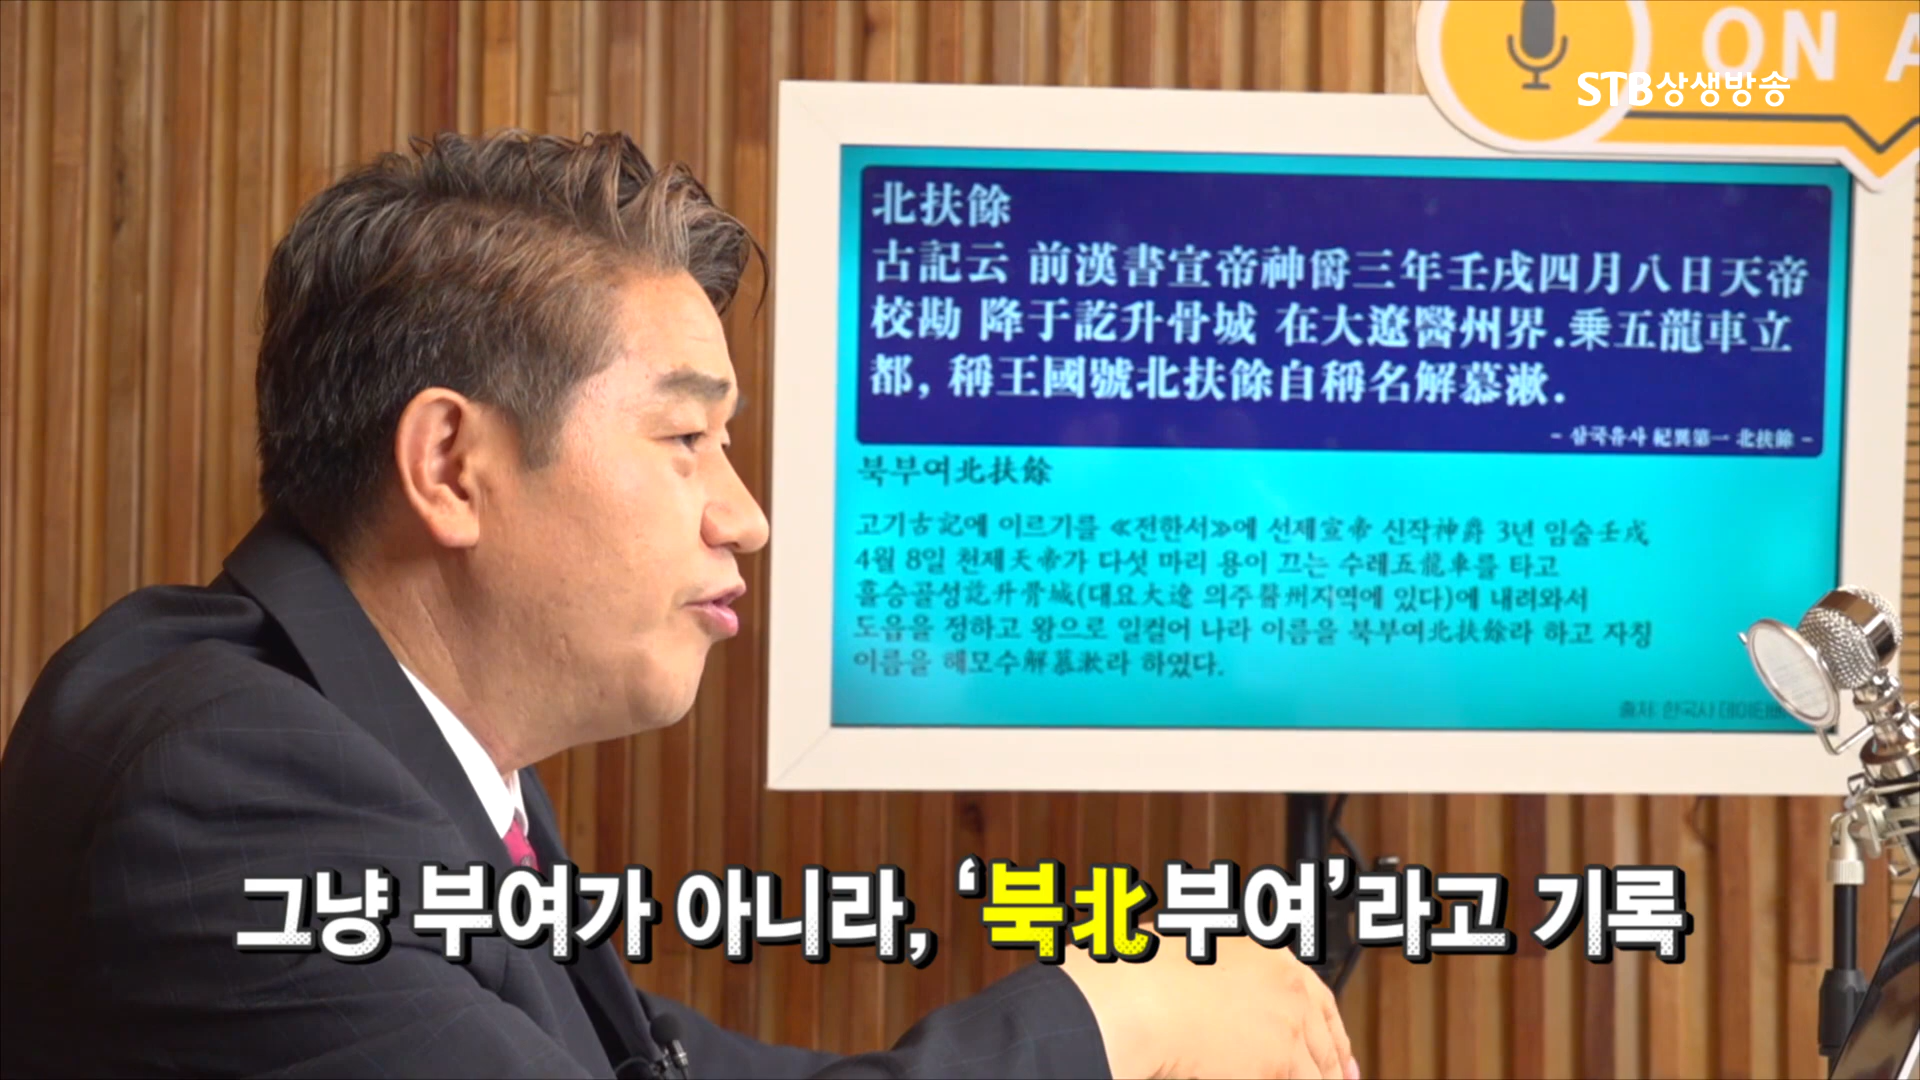 ON A
STB상생방송
北扶餘
古記云 前漢書宣帝神爵三年壬戌四月八日天帝
校勘 降于訖升骨城 在大遼醫州界.乗五龍車立
都, 稱王國號北扶餘自稱名解慕漱.
- 삼국유사 紀異第一 北扶餘 -
북부여北扶餘
고기古記에 이르기를 ≪전한서≫에 선제宣帝 신작神爵 3년 임술壬戌
4월 8일 천제天帝가 다섯 마리 용이 끄는 수레五龍車를 타고
흘승골성訖升骨城(대요大遼 의주醫州지역에 있다)에 내려와서
도읍을 정하고 왕으로 일컬어 나라 이름을 북부여北扶餘라 하고 자칭
이름을 해모수解慕漱라 하였다.
출처: 한국사
그냥 부여가 아니라, ‘북北부여’라고 기록